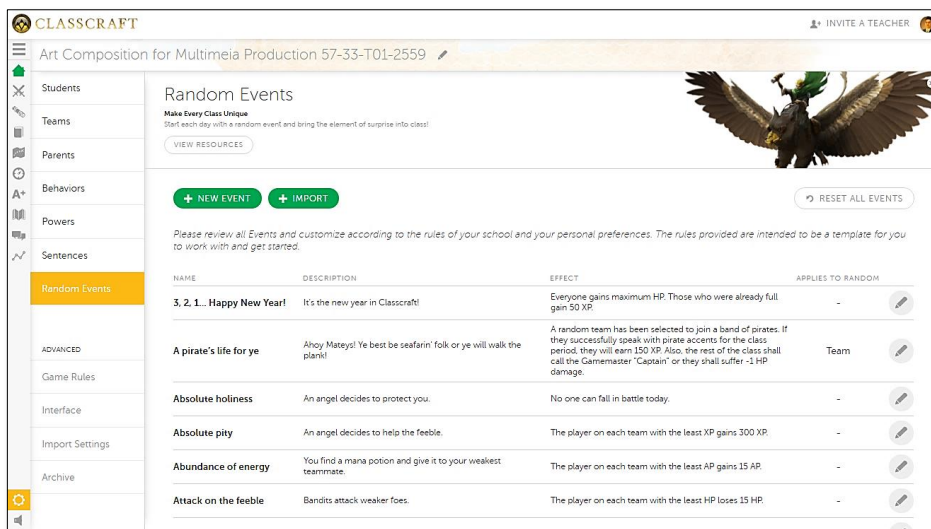 CLASSCRAFT
INVITE A TEACHER
Art Composition for Multimeia Production 57-33-T01-2559
Students
Teams
Parents
Behaviors
Powers
Sentences
Random Events
ADVANCED
Game Rules
Interface
Import Settings
Archive
A+
Random Events
Make Every Class Unique
Start each day with a random event and bring the element of surprise into class!
VIEW RESOURCES
+ NEW EVENT
+ IMPORT
RESET ALL EVENTS
Please review all Events and customize according to the rules of your school and your personal preferences. The rules provided are intended to be a template for you
to work with and get started.
NAME DESCRIPTION EFFECT APPLIES TO RANDOM
3, 2, 1... Happy New Year!
It's the new year in Classcraft!
Everyone gains maximum HP. Those who were already full
gain 50 XP.
-
A pirate's life for ye
Ahoy Mateys! Ye best be seafarin' folk or ye will walk the
plank!
A random team has been selected to join a band of pirates. If
they successfully speak with pirate accents for the class
period, they will earn 150 XP. Also, the rest of the class shall
call the Gamemaster "Captain" or they shall suffer -1 HP
damage.
Team
Absolute holiness
An angel decides to protect you.
No one can fall in battle today.
-
Absolute pity
An angel decides to help the feeble.
The player on each team with the least XP gains 300 XP.
-
Abundance of energy
You find a mana potion and give it to your weakest
teammate.
The player on each team with the least AP gains 15 AP.
-
Attack on the feeble
Bandits attack weaker foes.
The player on each team with the least HP loses 15 HP.
-